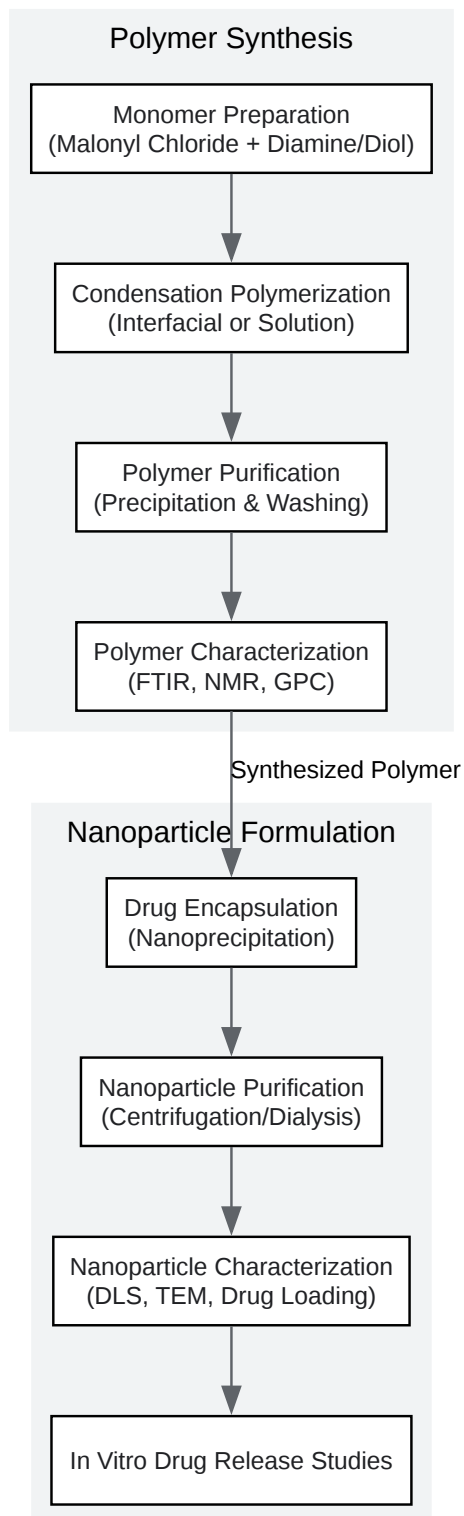 Polymer Synthesis
Monomer Preparation
(Malonyl Chloride + Diamine/Diol)
Condensation Polymerization
(Interfacial or Solution)
Polymer Purification
(Precipitation & Washing)
Polymer Characterization
(FTIR, NMR, GPC)
Synthesized Polymer
Nanoparticle Formulation
Drug Encapsulation
(Nanoprecipitation)
Nanoparticle Purification
(Centrifugation/Dialysis)
Nanoparticle Characterization
(DLS, TEM, Drug Loading)
In Vitro Drug Release Studies